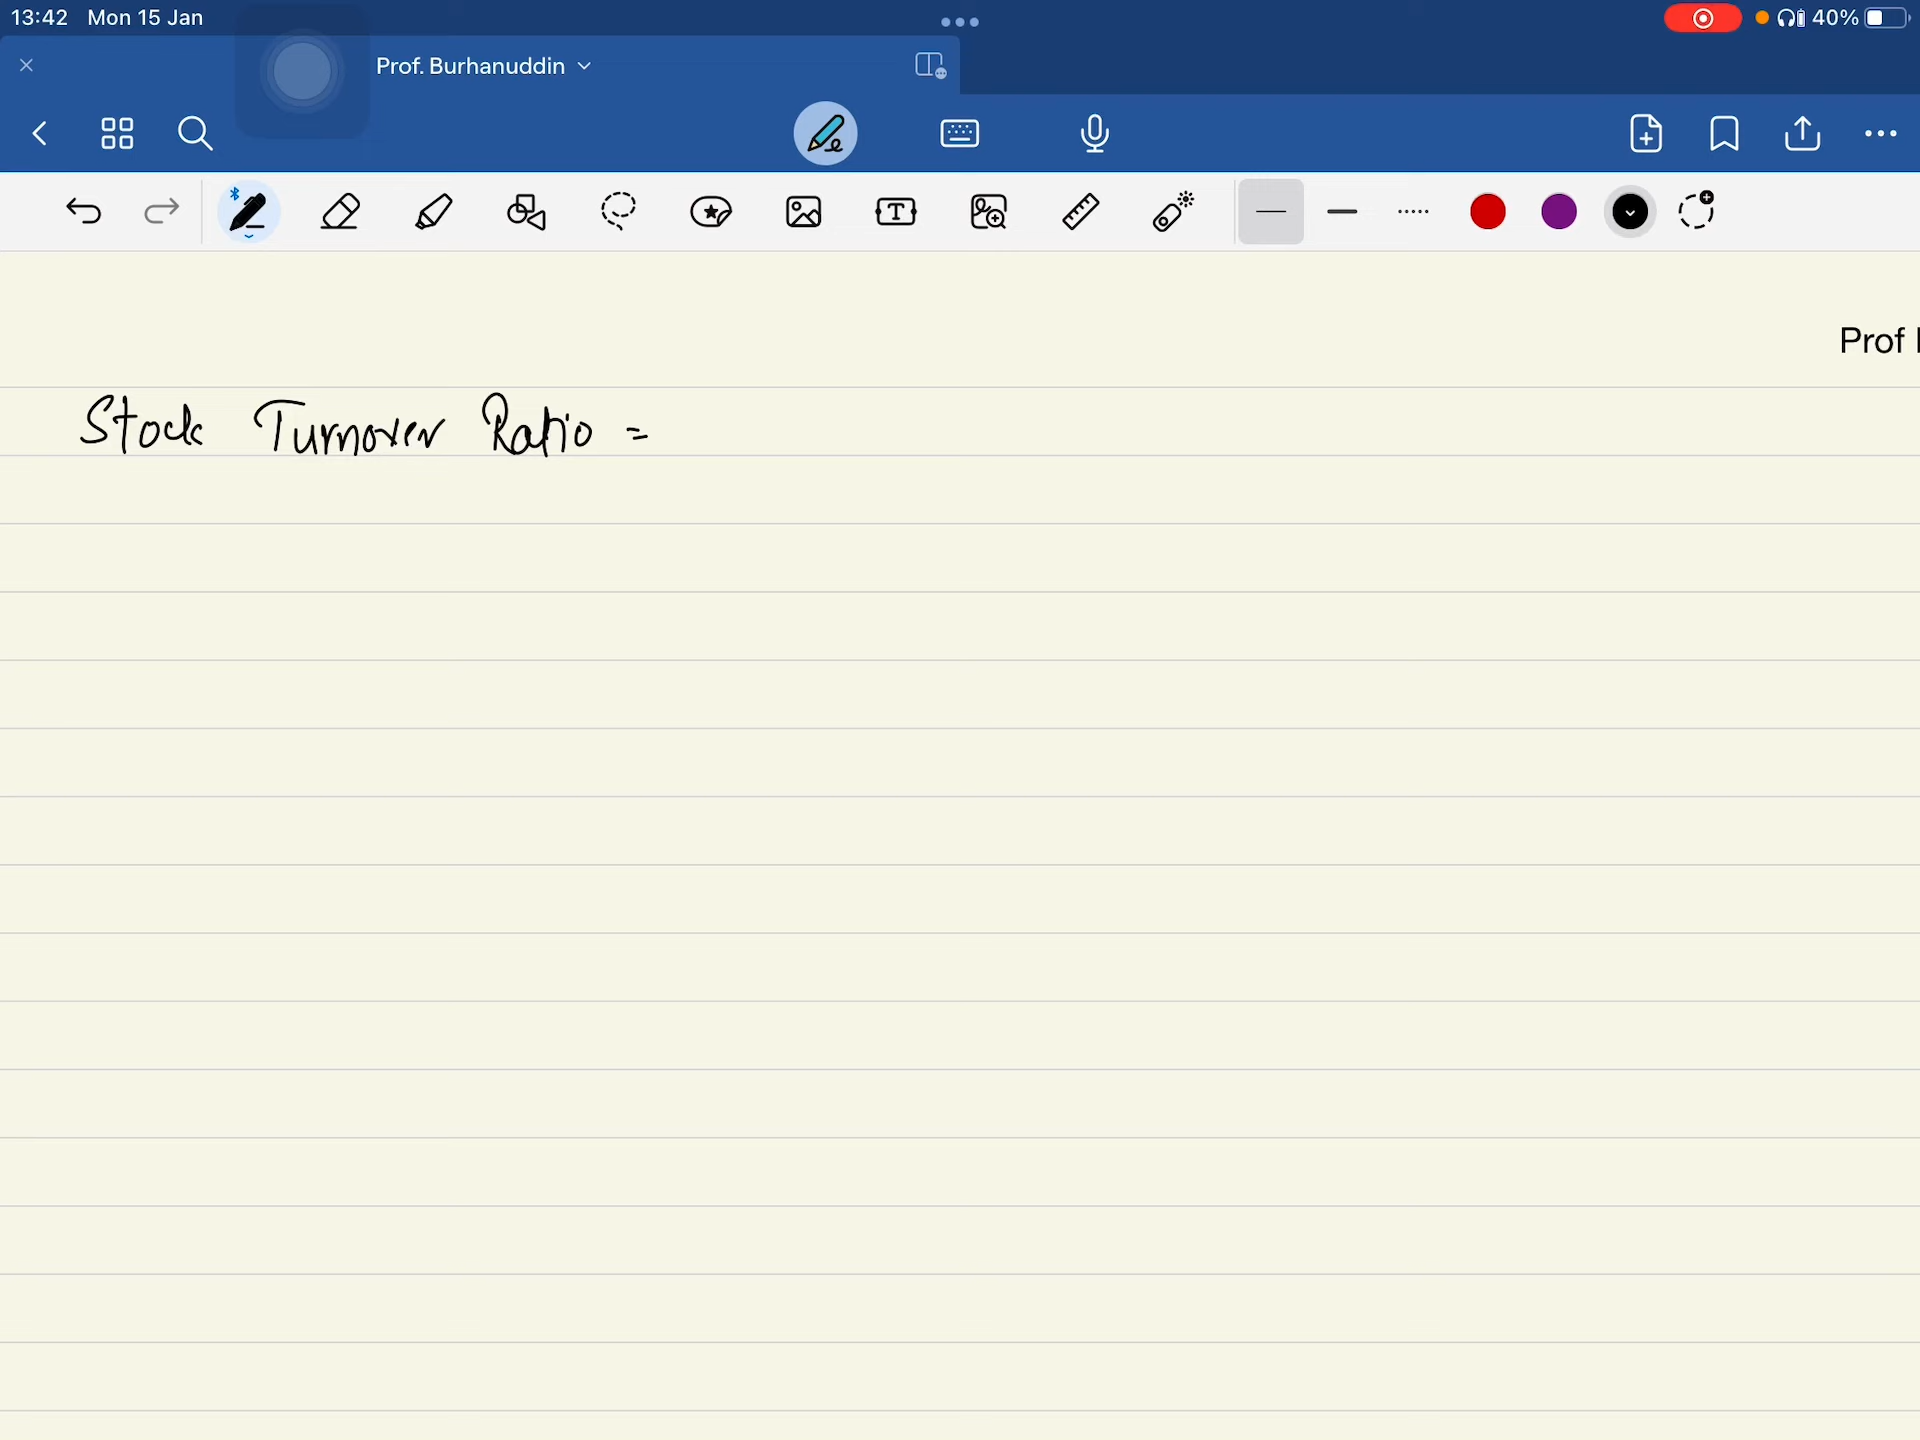 13:42 Mon 15 Jan
40%
Prof. Burhanuddin
T
Prof
Stock Turnover Ratio =